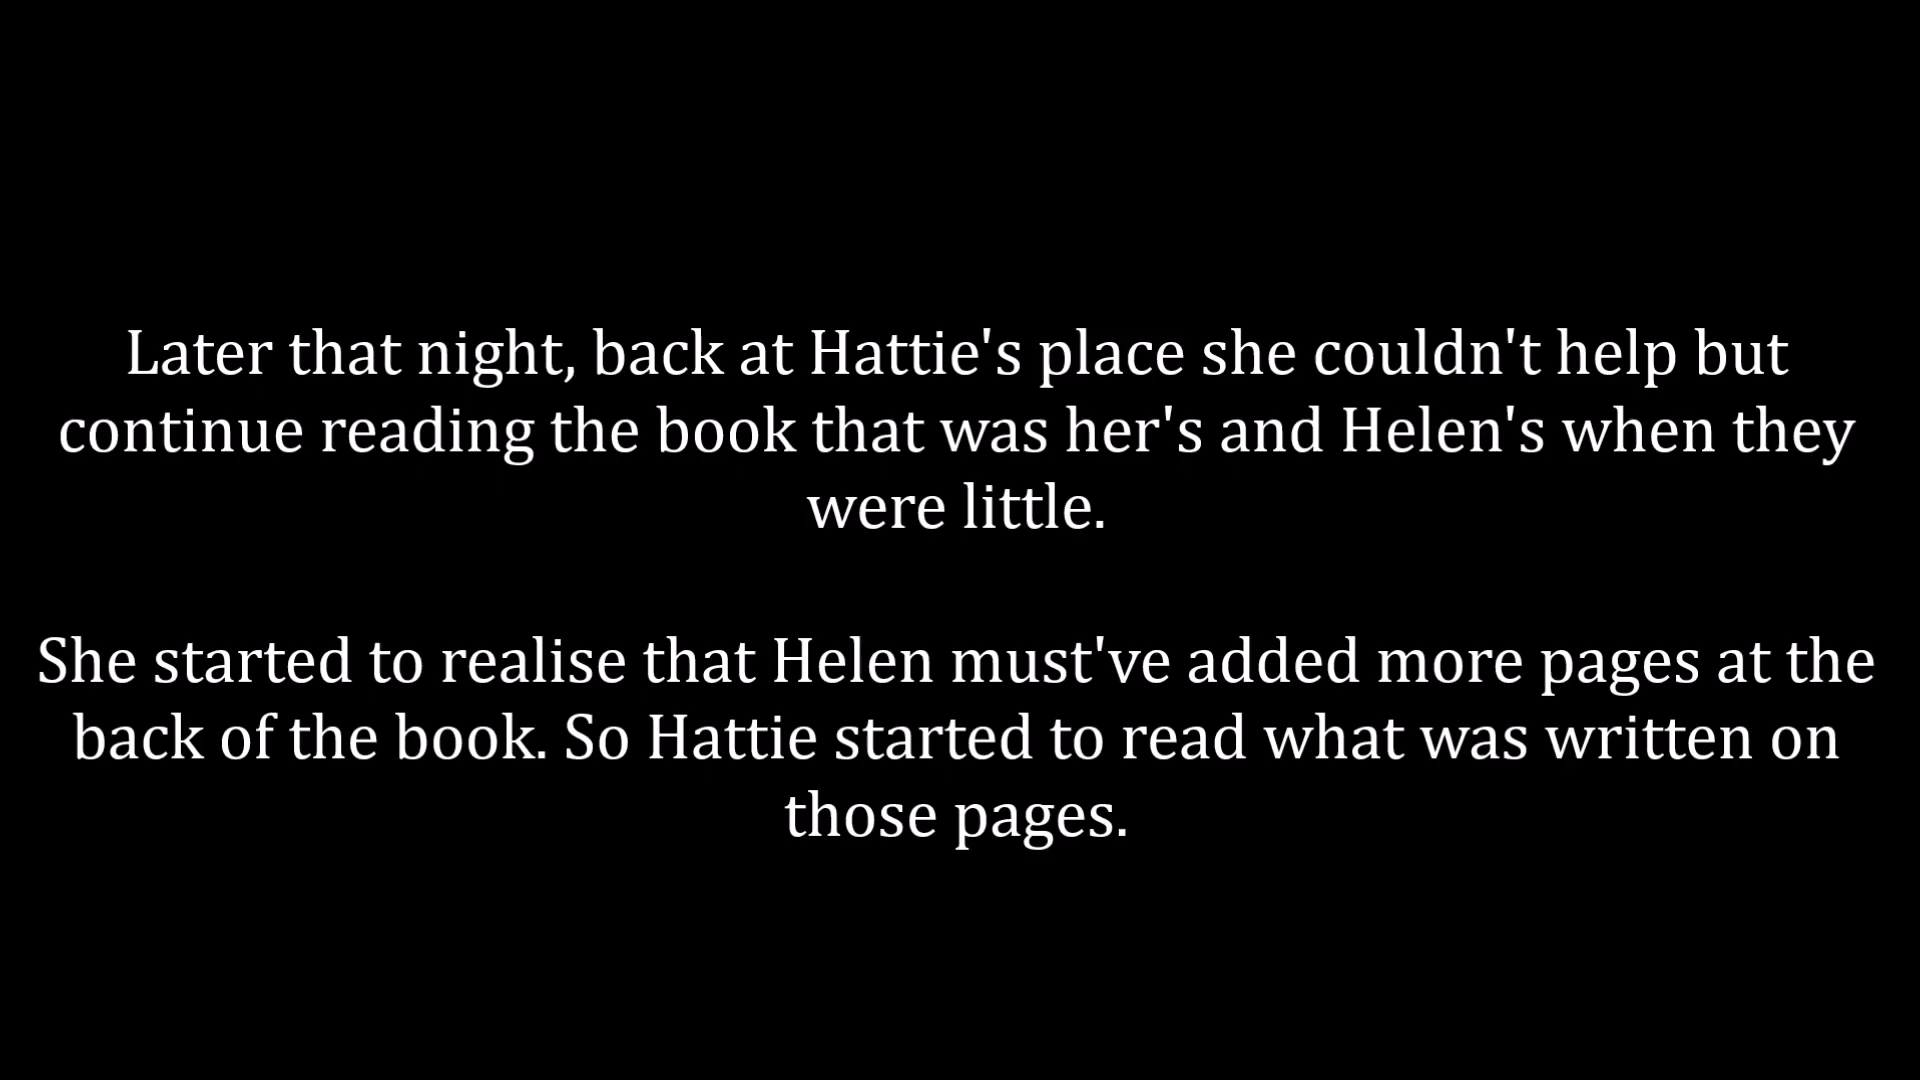 Later that night, back at Hattie's place she couldn't help but
continue reading the book that was her's and Helen's when they
were little.
She started to realise that Helen must've added more pages at the
back of the book. So Hattie started to read what was written on
those pages.